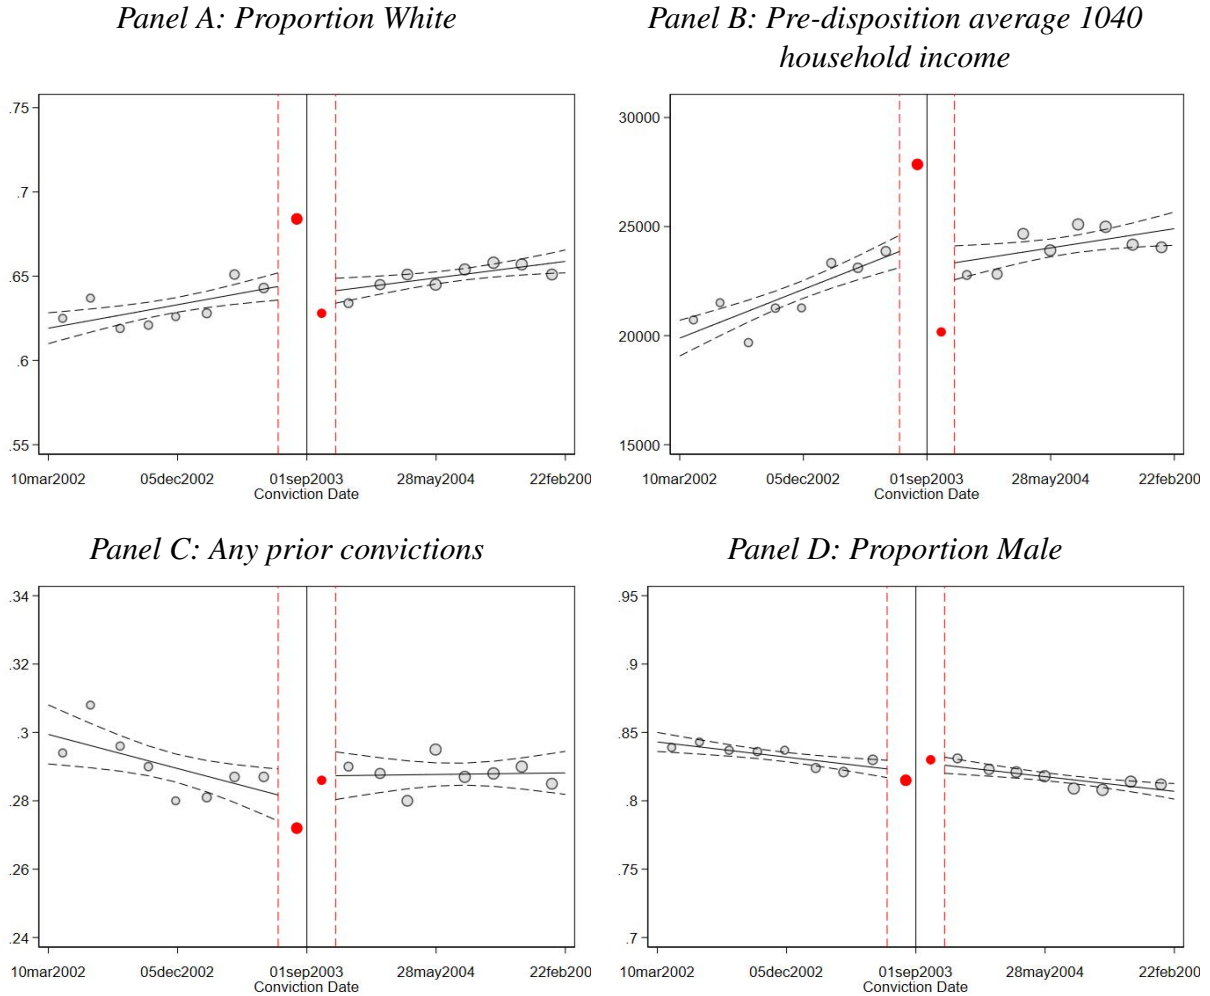 Panel A: Proportion White
Panel B: Pre-disposition average 1040
household income
.75
.7
.65
.6
.55
10mar2002 05dec2002 01sep2003 28may2004 22feb200
Conviction Date
30000
25000
20000
15000
10mar2002 05dec2002 01sep2003 28may2004 22feb200
Conviction Date
Panel C: Any prior convictions
Panel D: Proportion Male
.34
.32
.3
.28
.26
.24
10mar2002 05dec2002 01sep2003 28may2004 22feb200
Conviction Date
.95
.9
.85
.8
.75
.7
10mar2002 05dec2002 01sep2003 28may2004 22feb200
Conviction Date